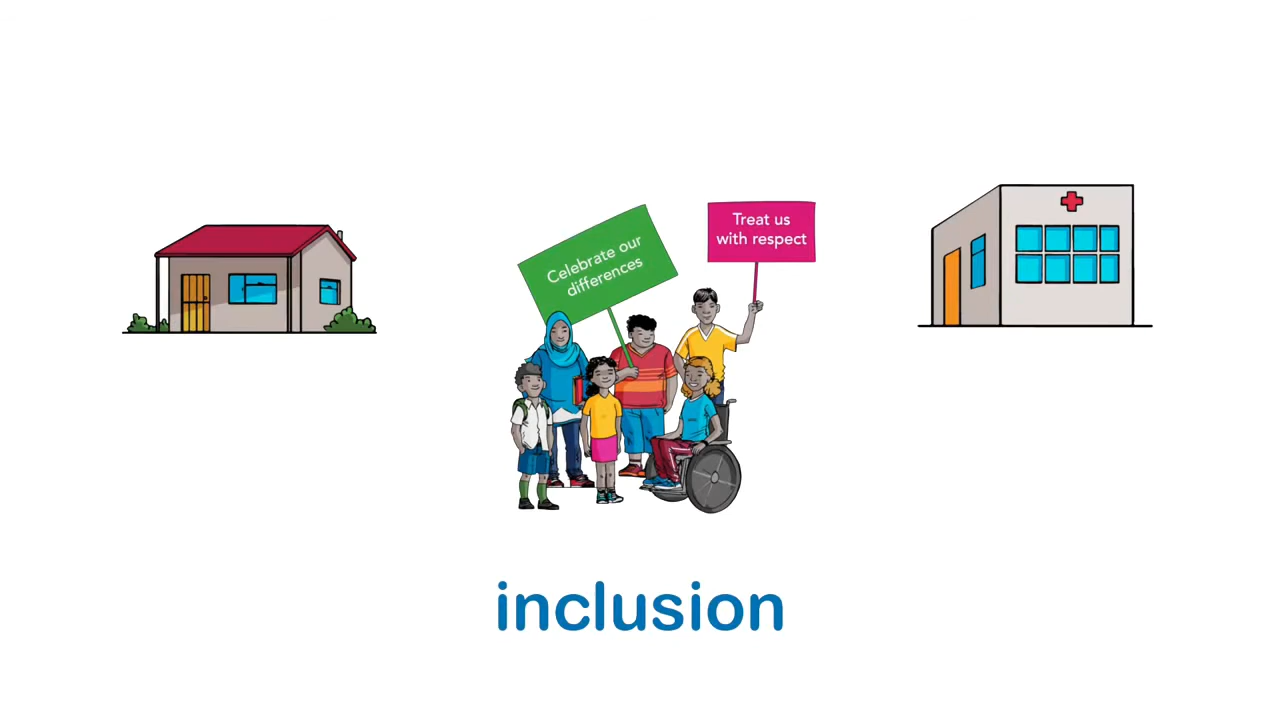 Celebrate our
differences
Treat us
with respect
inclusion